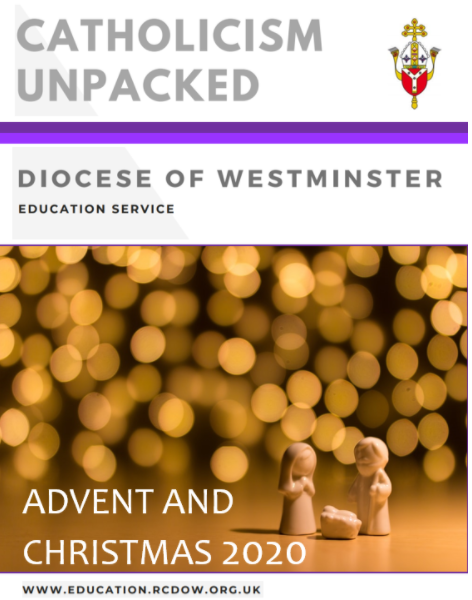 CATHOLICISM
UNPACKED
DIOCESE OF WESTMINSTER
EDUCATION SERVICE
ADVENT AND
CHRISTMAS 2020
WWW.EDUCATION.RCDOW.ORG.UK